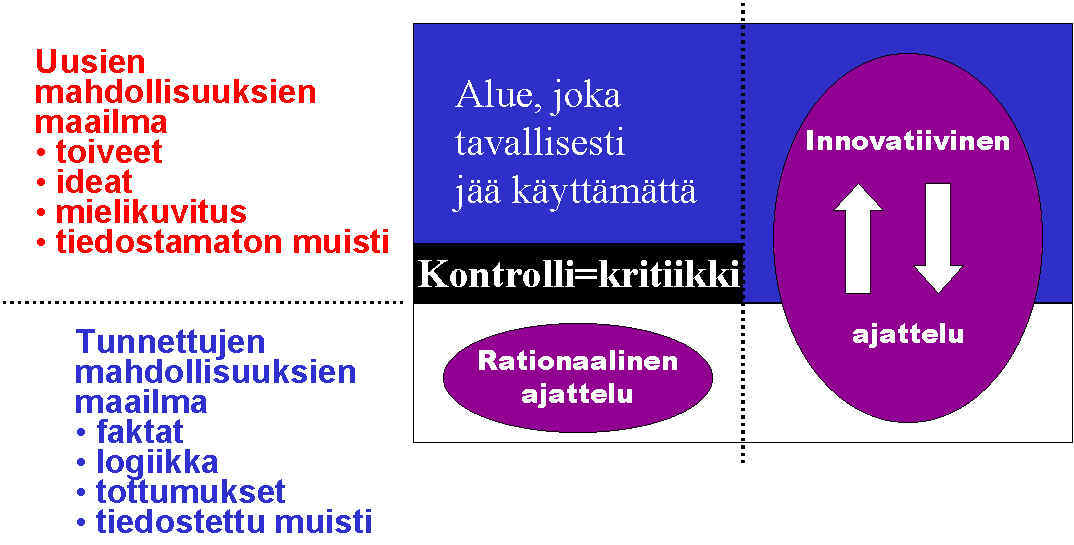 Uusien
mahdollisuuksien
maailma
• toiveet
• ideat
• mielikuvitus
• tiedostamaton muisti
Alue, joka
tavallisesti
jää käyttämättä
Kontrolli=kritiikki
Innovatiivinen
ajattelu
Tunnettujen
mahdollisuuksien
maailma
• faktat
• logiikka
• tottumukset
• tiedostettu muisti
Rationaalinen
ajattelu